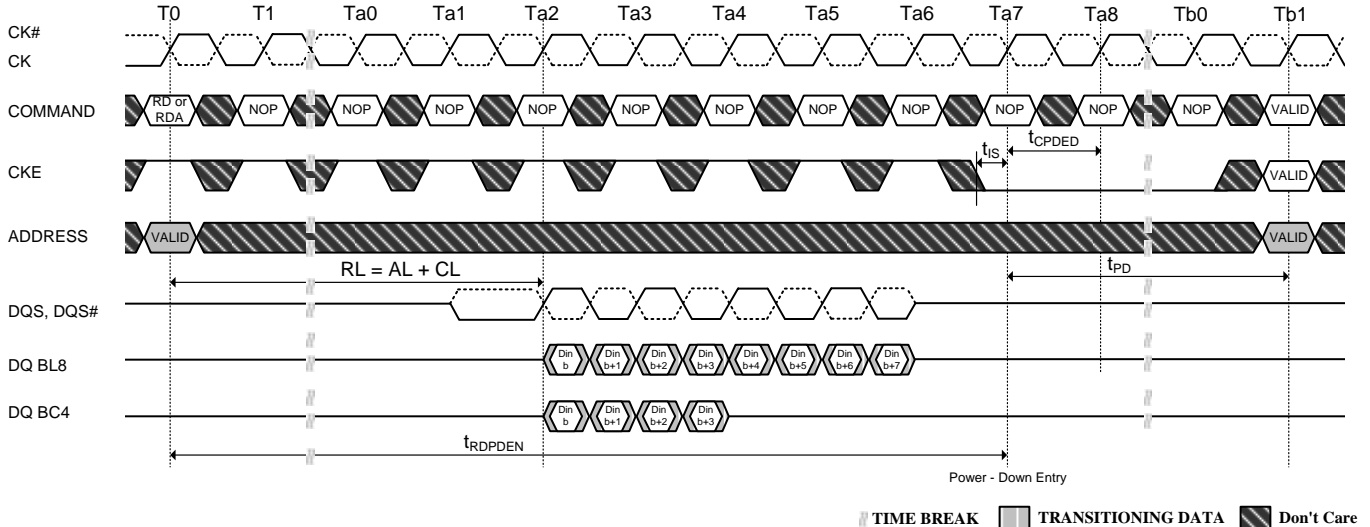 T0 T1 Ta0 Ta1 Ta2 Ta3 Ta4 Ta5 Ta6 Ta7 Ta8 Tb0 Tb1
CK#
CK
COMMAND RD or RDA NOP NOP NOP NOP NOP NOP NOP NOP NOP NOP NOP VALID
tIS tCPDED
CKE VALID
ADDRESS VALID VALID
RL = AL + CL tPD
DQS, DQS#
DQ BL8 Din b Din b+1 Din b+2 Din b+3 Din b+4 Din b+5 Din b+6 Din b+7
DQ BC4 Din b Din b+1 Din b+2 Din b+3
tRDPDEN
Power - Down Entry
TIME BREAK TRANSITIONING DATA Don't Care